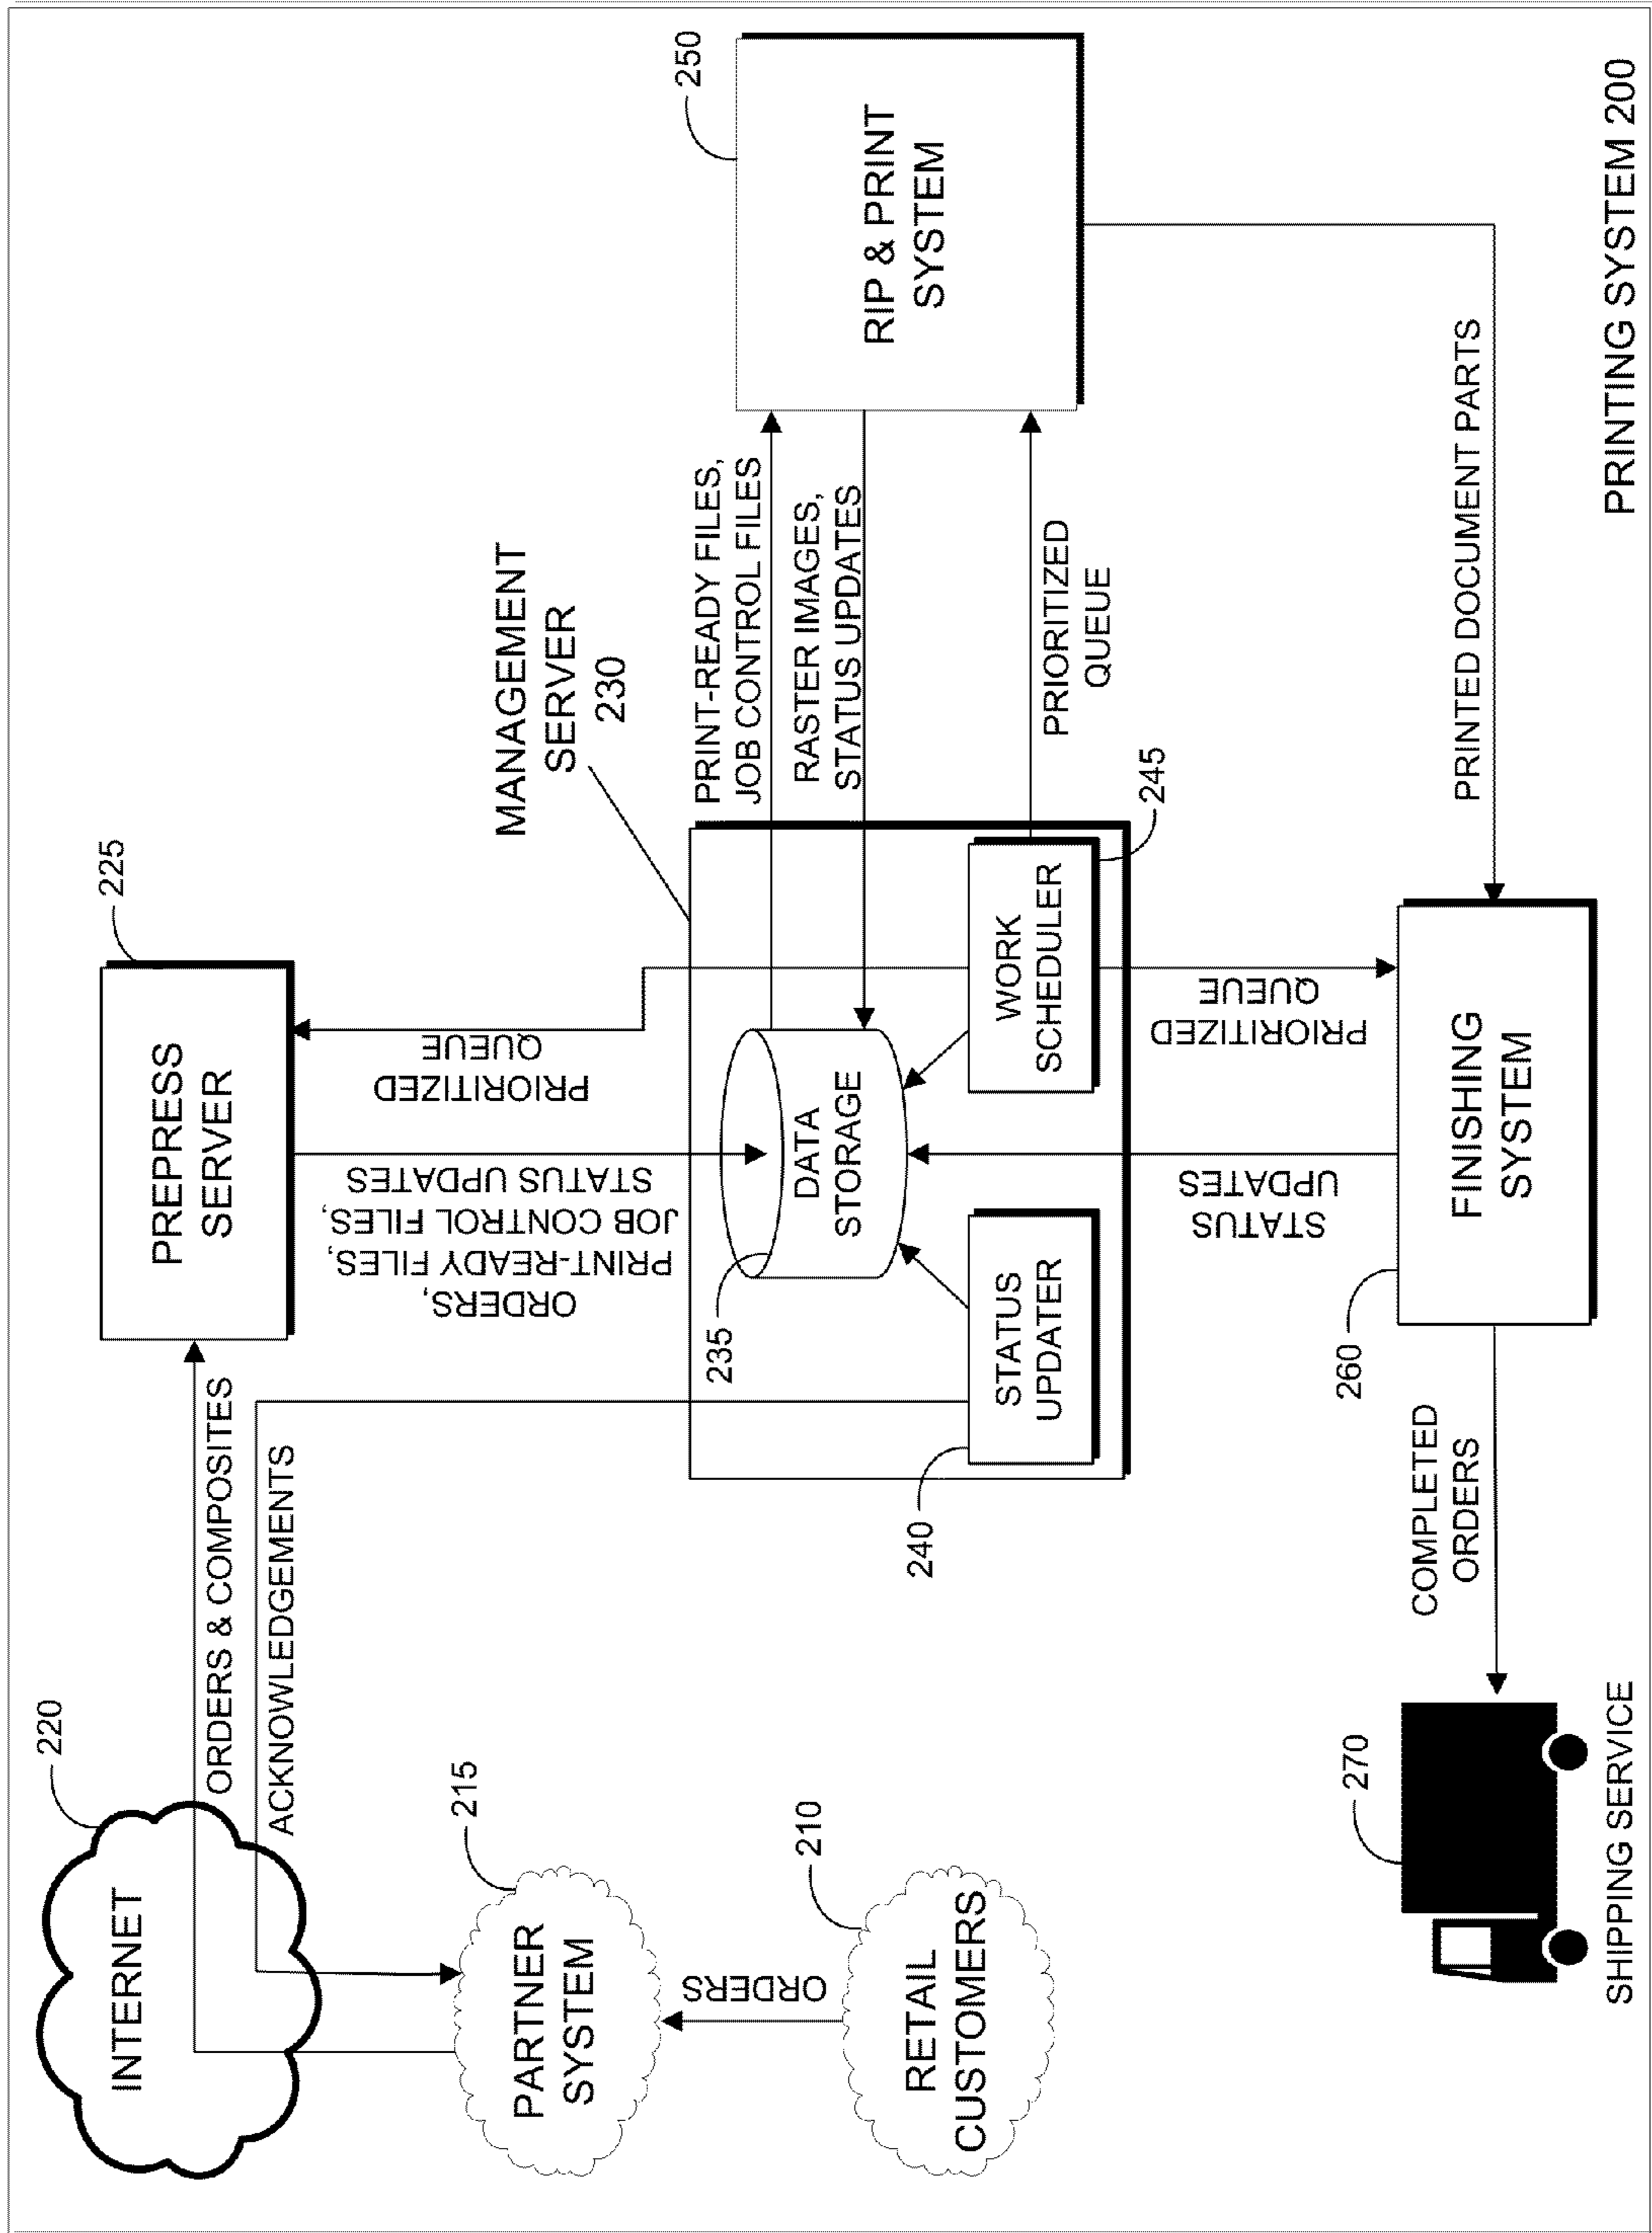 INTERNET
220
ORDERS & COMPOSITES
ACKNOWLEDGEMENTS
PREPRESS
SERVER
225
PARTNER
SYSTEM
215
ORDERS
RETAIL
CUSTOMERS
210
ORDERS,
PRINT-READY FILES,
JOB CONTROL FILES,
STATUS UPDATES
PRIORITIZED
QUEUE
MANAGEMENT
SERVER
230
235
DATA
STORAGE
STATUS
UPDATER
240
WORK
SCHEDULER
245
PRINT-READY FILES,
JOB CONTROL FILES
RASTER IMAGES,
STATUS UPDATES
PRIORITIZED
QUEUE
RIP & PRINT
SYSTEM
250
STATUS
UPDATES
PRIORITIZED
QUEUE
PRINTED DOCUMENT PARTS
FINISHING
SYSTEM
260
COMPLETED
ORDERS
270
SHIPPING SERVICE
PRINTING SYSTEM 200